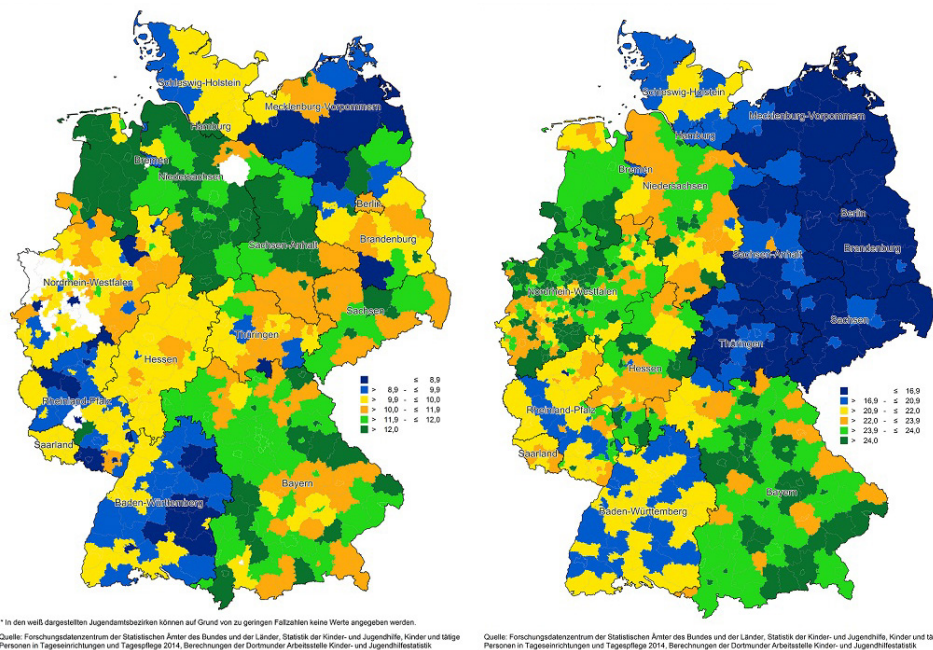 Schleswig-Holstein
Mecklenburg-Vorpommern
Hamburg
Bremen
Niedersachsen
Berlin
Brandenburg
Sachsen-Anhalt
Nordrhein-Westfalen
Sachsen
Thüringen
Hessen
Rheinland-Pfalz
Saarland
Bayern
Baden-Württemberg
≤ 8,9
> 8,9 - ≤ 9,9
> 9,9 - ≤ 10,0
> 10,0 - ≤ 11,9
> 11,9 - ≤ 12,0
> 12,0
* In den weiß dargestellten Jugendamtsbezirken können auf Grund von zu geringen Fallzahlen keine Werte angegeben werden.
Quelle: Forschungsdatenzentrum der Statistischen Ämter des Bundes und der Länder, Statistik der Kinder- und Jugendhilfe, Kinder und tätige
Personen in Tageseinrichtungen und Tagespflege 2014, Berechnungen der Dortmunder Arbeitsstelle Kinder- und Jugendhilfestatistik
Schleswig-Holstein
Mecklenburg-Vorpommern
Hamburg
Bremen
Niedersachsen
Berlin
Brandenburg
Sachsen-Anhalt
Nordrhein-Westfalen
Sachsen
Thüringen
Hessen
Rheinland-Pfalz
Saarland
Bayern
Baden-Württemberg
≤ 16,9
> 16,9 - ≤ 20,9
> 20,9 - ≤ 22,0
> 22,0 - ≤ 23,9
> 23,9 - ≤ 24,0
> 24,0
Quelle: Forschungsdatenzentrum der Statistischen Ämter des Bundes und der Länder, Statistik der Kinder- und Jugendhilfe, Kinder und tä
Personen in Tageseinrichtungen und Tagespflege 2014, Berechnungen der Dortmunder Arbeitsstelle Kinder- und Jugendhilfestatistik